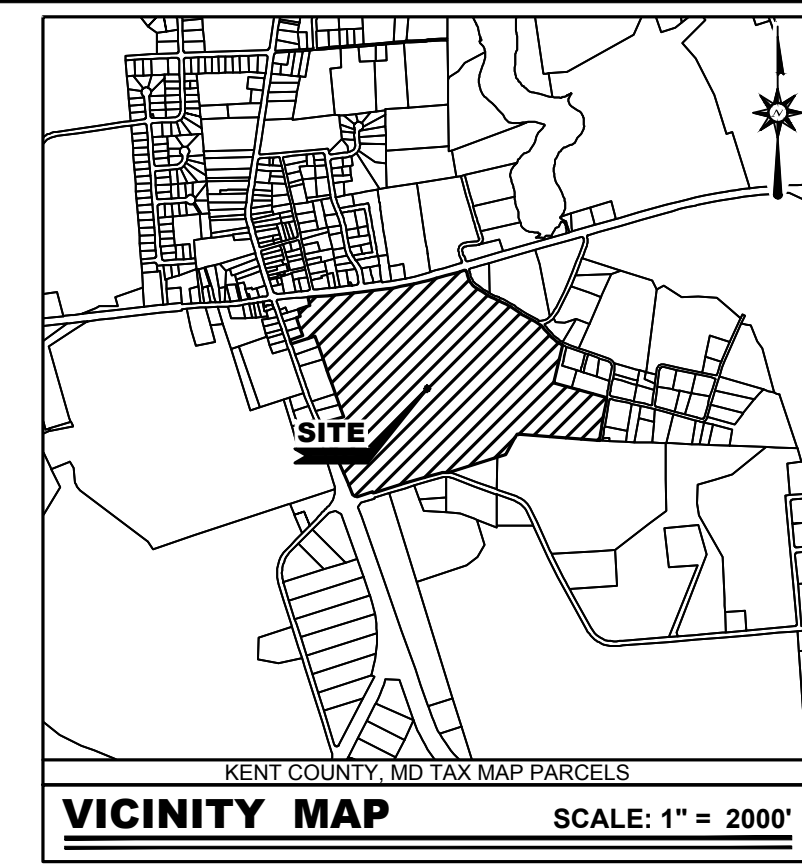 N
SITE
KENT COUNTY, MD TAX MAP PARCELS
VICINITY MAP SCALE: 1" = 2000'